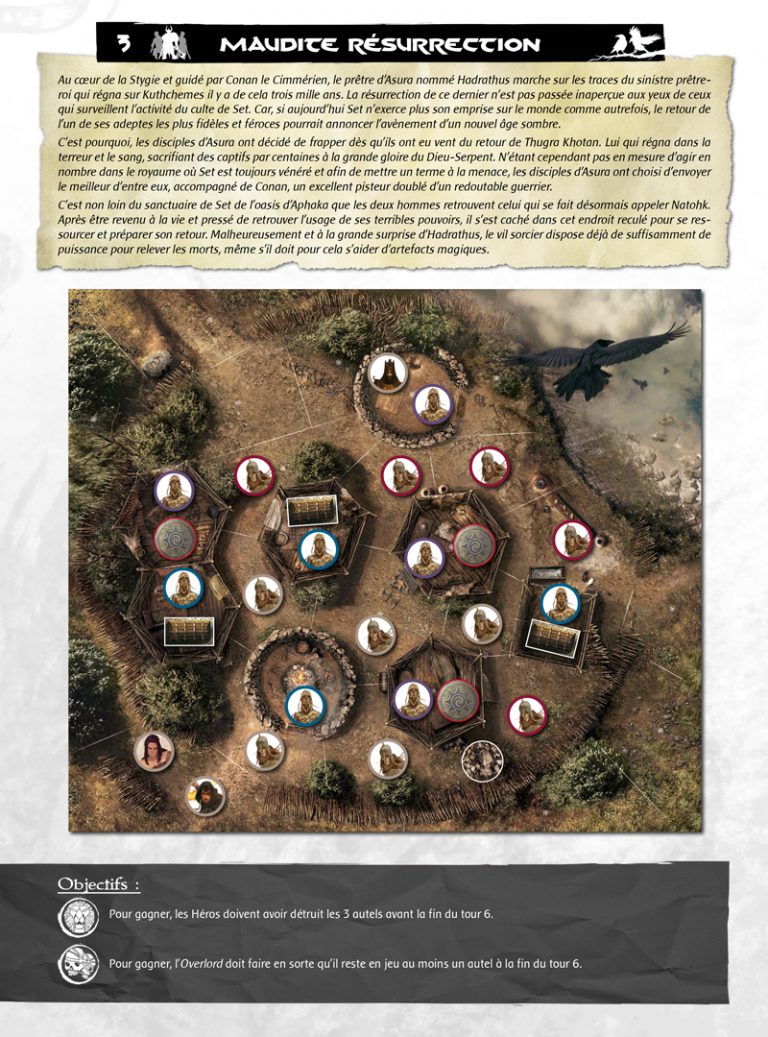 3 MAUDITE RÉSURRECTION
Au cœur de la Stygie et guidé par Conan le Cimmérien, le prêtre d'Asura nommé Hadrathus marche sur les traces du sinistre prêtre-
roi qui régna sur Kuthchemes il y a de cela trois mille ans. La résurrection de ce dernier n'est pas passée inaperçue aux yeux de ceux
qui surveillent l'activité du culte de Set. Car, si aujourd'hui Set n'exerce plus son emprise sur le monde comme autrefois, le retour de
l'un de ses adeptes les plus fidèles et féroces pourrait annoncer l'avènement d'un nouvel âge sombre.
C'est pourquoi, les disciples d'Asura ont décidé de frapper dès qu'ils ont eu vent du retour de Thugra Khotan. Lui qui régna dans la
terreur et le sang, sacrifiant des captifs par centaines à la grande gloire du Dieu-Serpent. N'étant cependant pas en mesure d'agir en
nombre dans le royaume où Set est toujours vénéré et afin de mettre un terme à la menace, les disciples d'Asura ont choisi d'envoyer
le meilleur d'entre eux, accompagné de Conan, un excellent pisteur doublé d'un redoutable guerrier.
C'est non loin du sanctuaire de Set de l'oasis d'Aphaka que les deux hommes retrouvent celui qui se fait désormais appeler Natohk.
Après être revenu à la vie et pressé de retrouver l'usage de ses terribles pouvoirs, il s'est caché dans cet endroit reculé pour se res-
sourcer et préparer son retour. Malheureusement et à la grande surprise d'Hadrathus, le vil sorcier dispose déjà de suffisamment de
puissance pour relever les morts, même s'il doit pour cela s'aider d'artefacts magiques.
Objectifs :
Pour gagner, les Héros doivent avoir détruit les 3 autels avant la fin du tour 6.
Pour gagner, l'Overlord doit faire en sorte qu'il reste en jeu au moins un autel à la fin du tour 6.